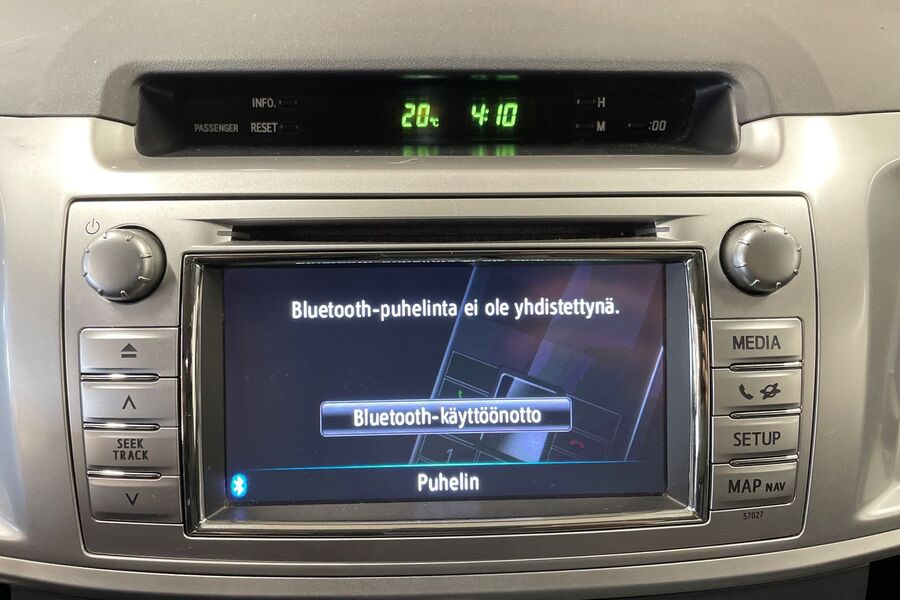 INFO.
20°C 4:10
H
PASSENGER RESET
M :00
Bluetooth-puhelinta ei ole yhdistettynä.
MEDIA
Bluetooth-käyttöönotto
SEEK
TRACK
SETUP
1
Puhelin
MAP NAV
57027